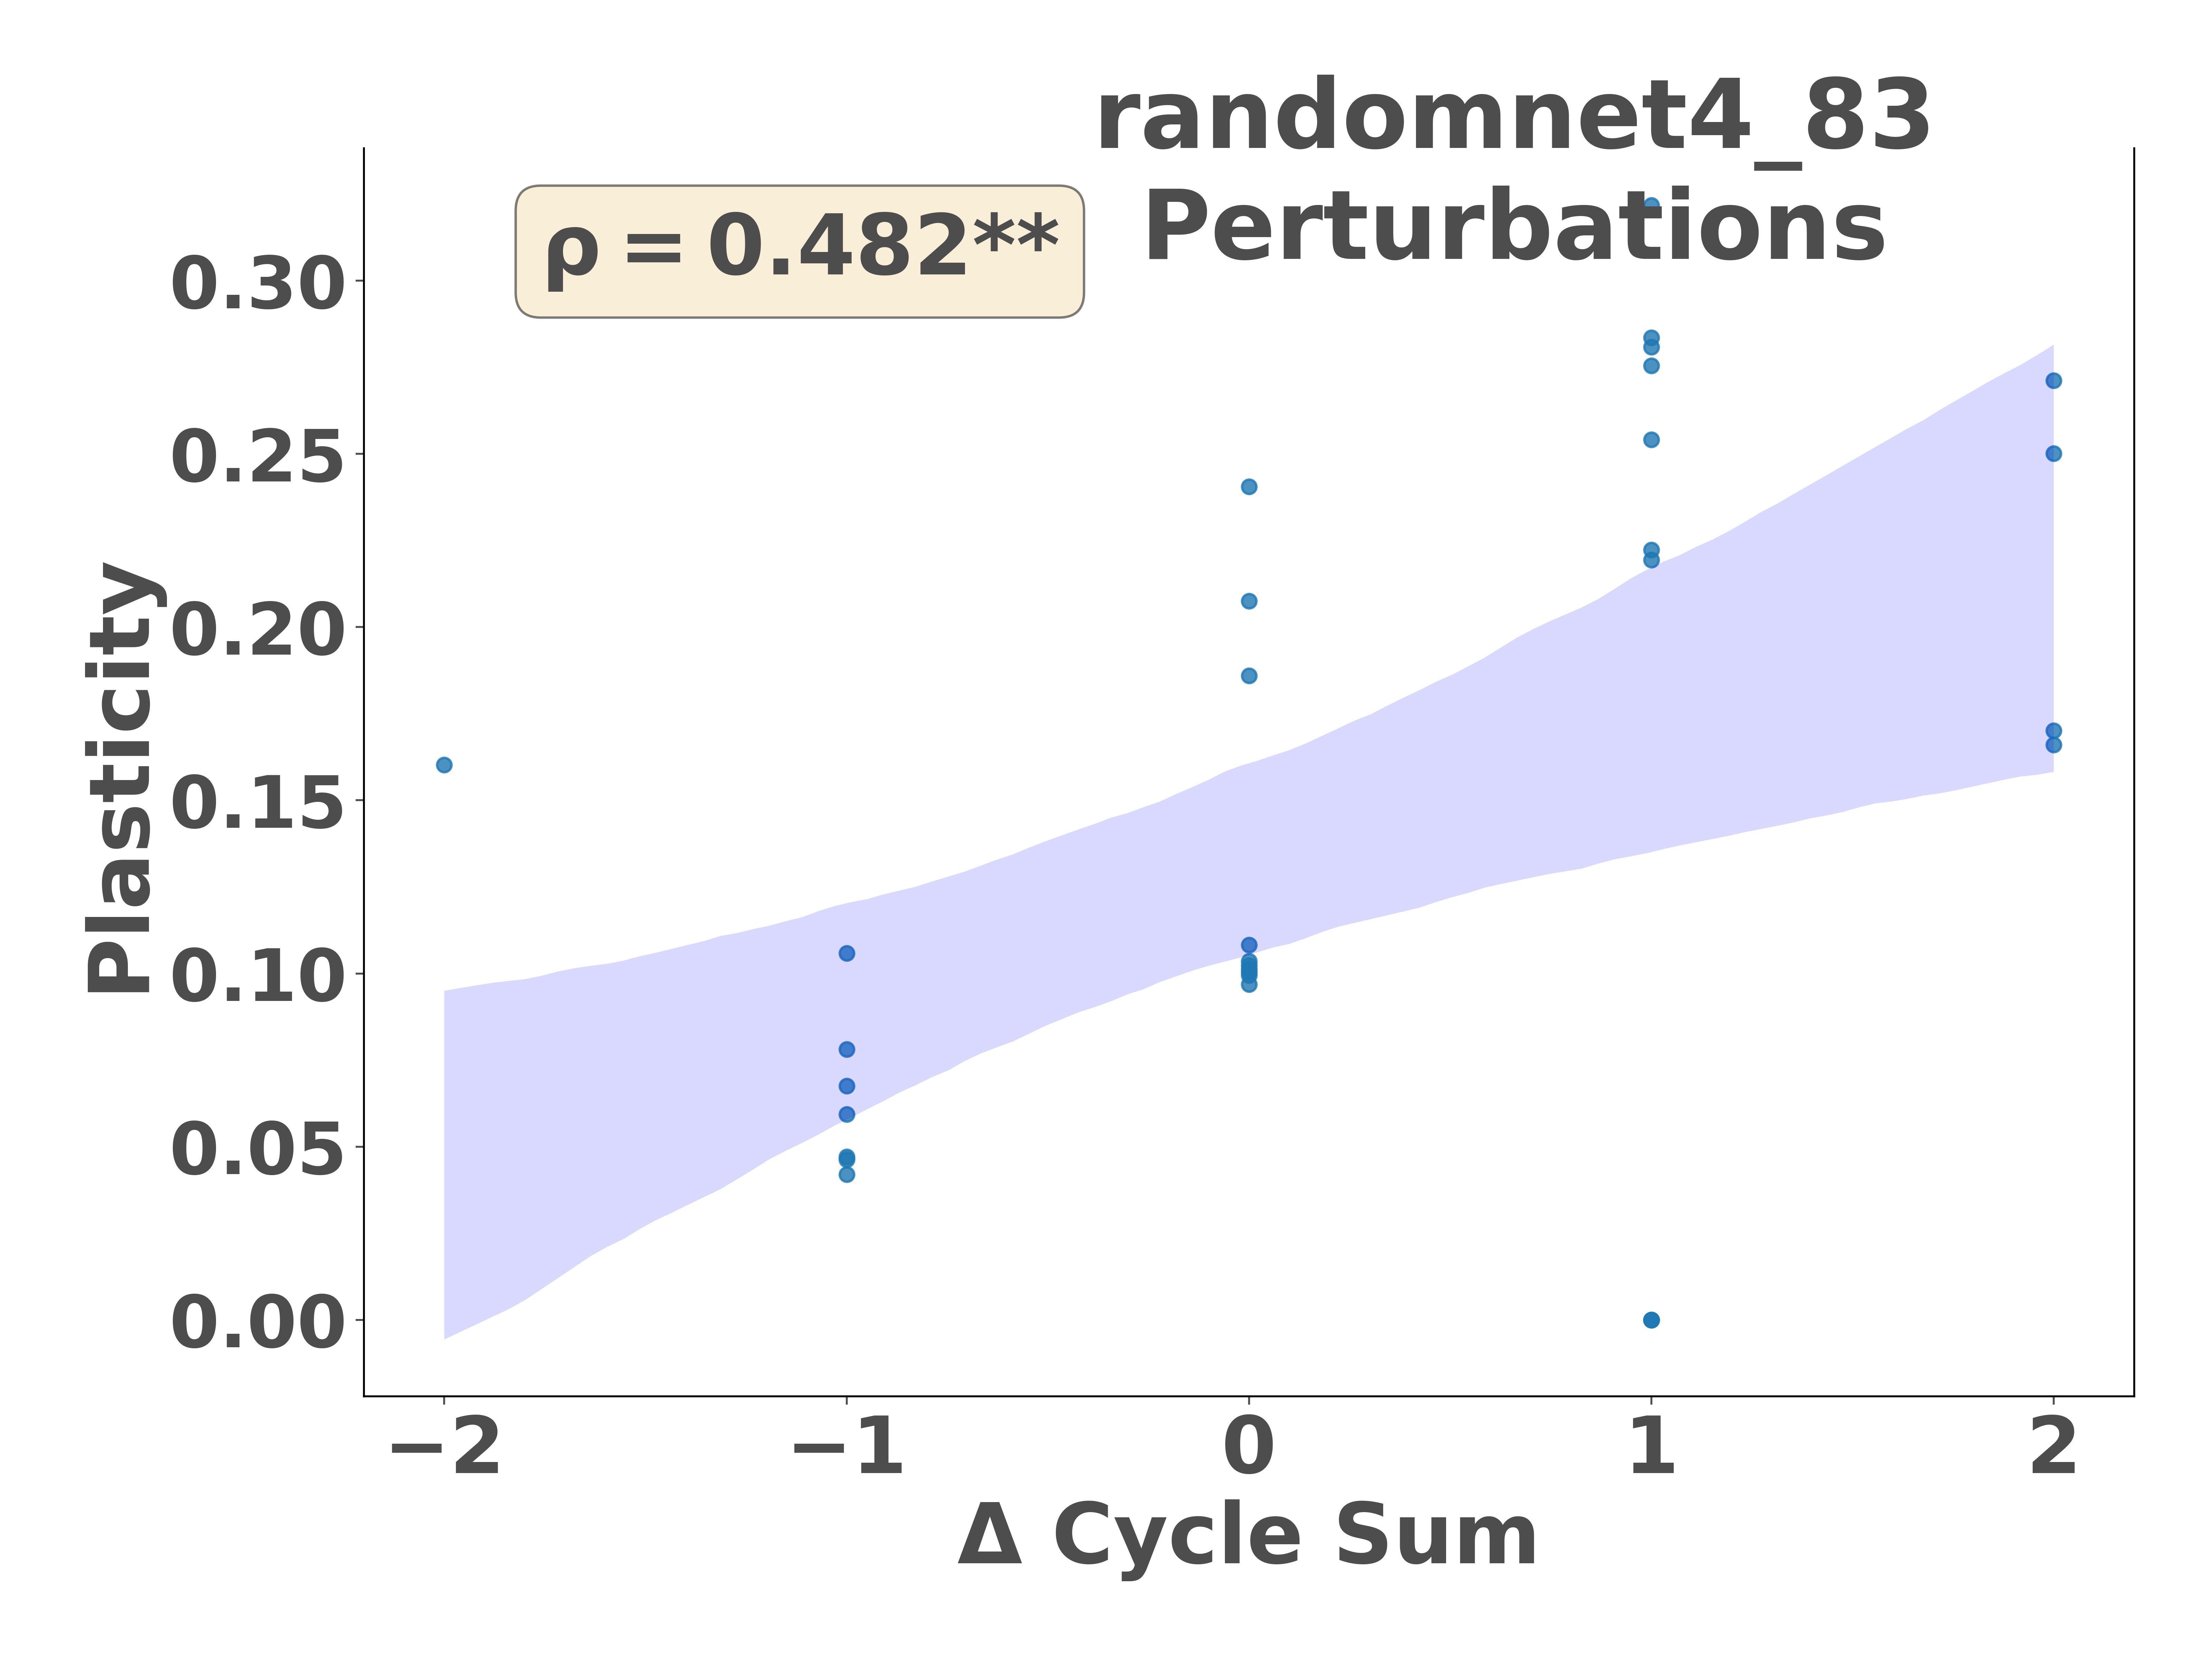 randomnet4_83
Perturbations
ρ = 0.482**
0.30
0.25
0.20
0.15
0.10
0.05
0.00
Plasticity
−2 −1 0 1 2
Δ Cycle Sum